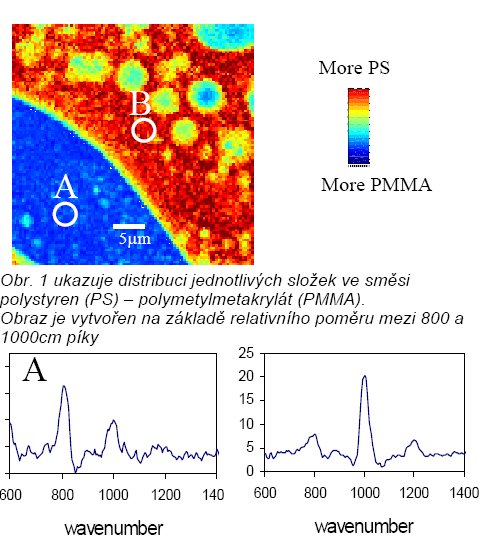 More PS
B
A
5µm
More PMMA
Obr. 1 ukazuje distribuci jednotlivých složek ve směsi
polystyren (PS) – polymetylmetakrylát (PMMA).
Obraz je vytvořen na základě relativního poměru mezi 800 a
1000cm píky
A
600 800 1000 1200 140
wavenumber
25
20
15
10
5
0
600 800 1000 1200 1400
wavenumber